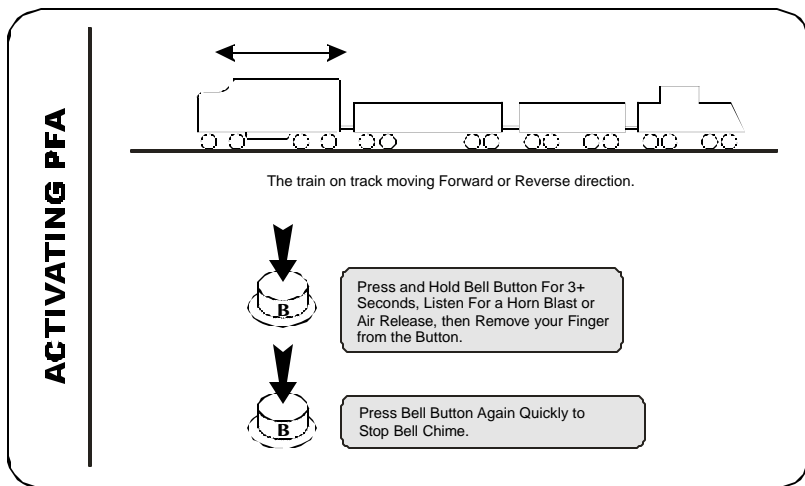 ACTIVATING PFA
The train on track moving Forward or Reverse direction.
B
Press and Hold Bell Button For 3+
Seconds, Listen For a Horn Blast or
Air Release, then Remove your Finger
from the Button.
B
Press Bell Button Again Quickly to
Stop Bell Chime.